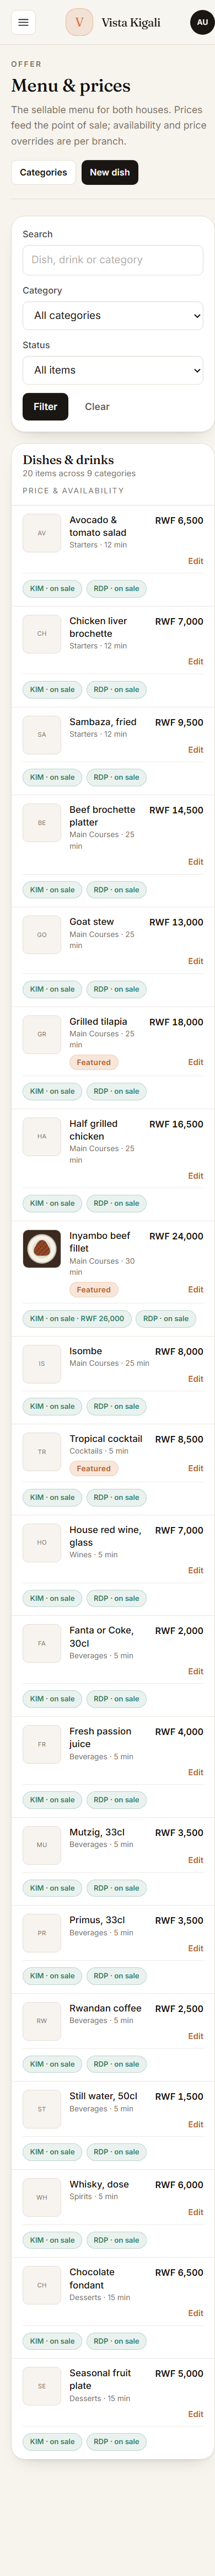 V
Vista Kigali
AU
OFFER
Menu & prices
The sellable menu for both houses. Prices
feed the point of sale; availability and price
overrides are per branch.
Categories
New dish
Search
Dish, drink or category
Category
All categories
Status
All items
Filter
Clear
Dishes & drinks
20 items across 9 categories
PRICE & AVAILABILITY
AV
Avocado &
tomato salad
Starters · 12 min
RWF 6,500
Edit
KIM · on sale
RDP · on sale
CH
Chicken liver
brochette
Starters · 12 min
RWF 7,000
Edit
KIM · on sale
RDP · on sale
SA
Sambaza, fried
Starters · 12 min
RWF 9,500
Edit
KIM · on sale
RDP · on sale
BE
Beef brochette
platter
Main Courses · 25
min
RWF 14,500
Edit
KIM · on sale
RDP · on sale
GO
Goat stew
Main Courses · 25
min
RWF 13,000
Edit
KIM · on sale
RDP · on sale
GR
Grilled tilapia
Main Courses · 25
min
Featured
RWF 18,000
Edit
KIM · on sale
RDP · on sale
HA
Half grilled
chicken
Main Courses · 25
min
RWF 16,500
Edit
KIM · on sale
RDP · on sale
Inyambo beef
fillet
Main Courses · 30
min
Featured
RWF 24,000
Edit
KIM · on sale · RWF 26,000
RDP · on sale
IS
Isombe
Main Courses · 25 min
RWF 8,000
Edit
KIM · on sale
RDP · on sale
TR
Tropical cocktail
Cocktails · 5 min
Featured
RWF 8,500
Edit
KIM · on sale
RDP · on sale
HO
House red wine,
glass
Wines · 5 min
RWF 7,000
Edit
KIM · on sale
RDP · on sale
FA
Fanta or Coke,
30cl
Beverages · 5 min
RWF 2,000
Edit
KIM · on sale
RDP · on sale
FR
Fresh passion
juice
Beverages · 5 min
RWF 4,000
Edit
KIM · on sale
RDP · on sale
MU
Mutzig, 33cl
Beverages · 5 min
RWF 3,500
Edit
KIM · on sale
RDP · on sale
PR
Primus, 33cl
Beverages · 5 min
RWF 3,500
Edit
KIM · on sale
RDP · on sale
RW
Rwandan coffee
Beverages · 5 min
RWF 2,500
Edit
KIM · on sale
RDP · on sale
ST
Still water, 50cl
Beverages · 5 min
RWF 1,500
Edit
KIM · on sale
RDP · on sale
WH
Whisky, dose
Spirits · 5 min
RWF 6,000
Edit
KIM · on sale
RDP · on sale
CH
Chocolate
fondant
Desserts · 15 min
RWF 6,500
Edit
KIM · on sale
RDP · on sale
SE
Seasonal fruit
plate
Desserts · 15 min
RWF 5,000
Edit
KIM · on sale
RDP · on sale